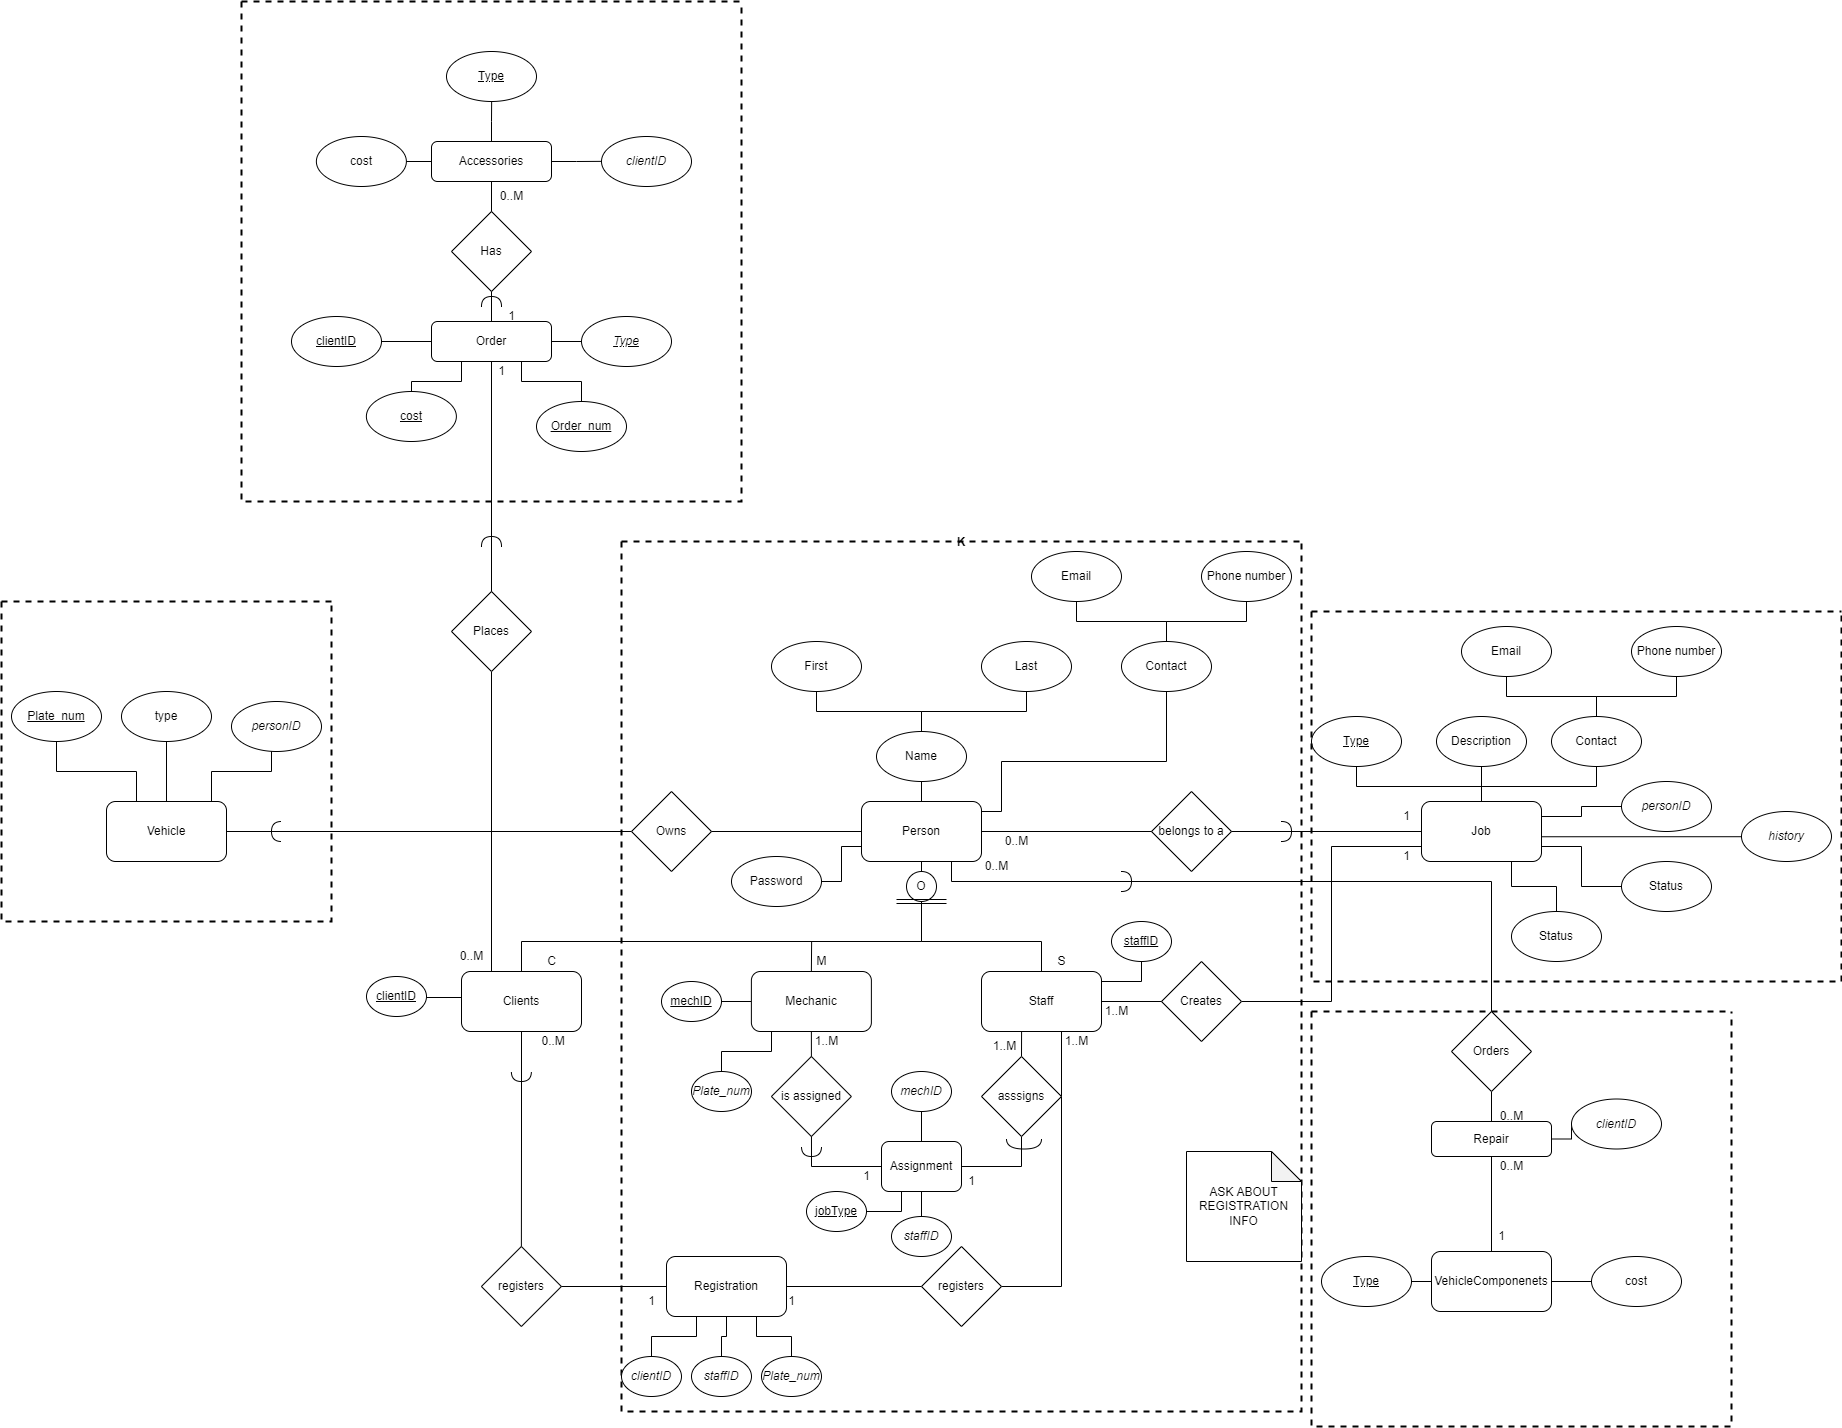 Type
cost
Accessories
clientID
0..M
Has
1
clientID
Order
Type
1
cost
Order_num
K
Email
Phone number
Places
First
Last
Contact
Email
Phone number
Plate_num
type
personID
Name
Type
Description
Contact
Vehicle
Owns
Person
belongs to a
1
Job
personID
history
0..M
1
0..M
Password
O
Status
Status
staffID
0..M
C
M
S
clientID
Clients
mechID
Mechanic
Staff
Creates
1..M
0..M
1..M
1..M
1..M
Orders
Plate_num
is assigned
mechID
asssigns
0..M
Repair
clientID
0..M
Assignment
1
1
jobType
staffID
ASK ABOUT
REGISTRATION
INFO
1
registers
Registration
registers
1
1
Type
VehicleComponenets
cost
clientID
staffID
Plate_num